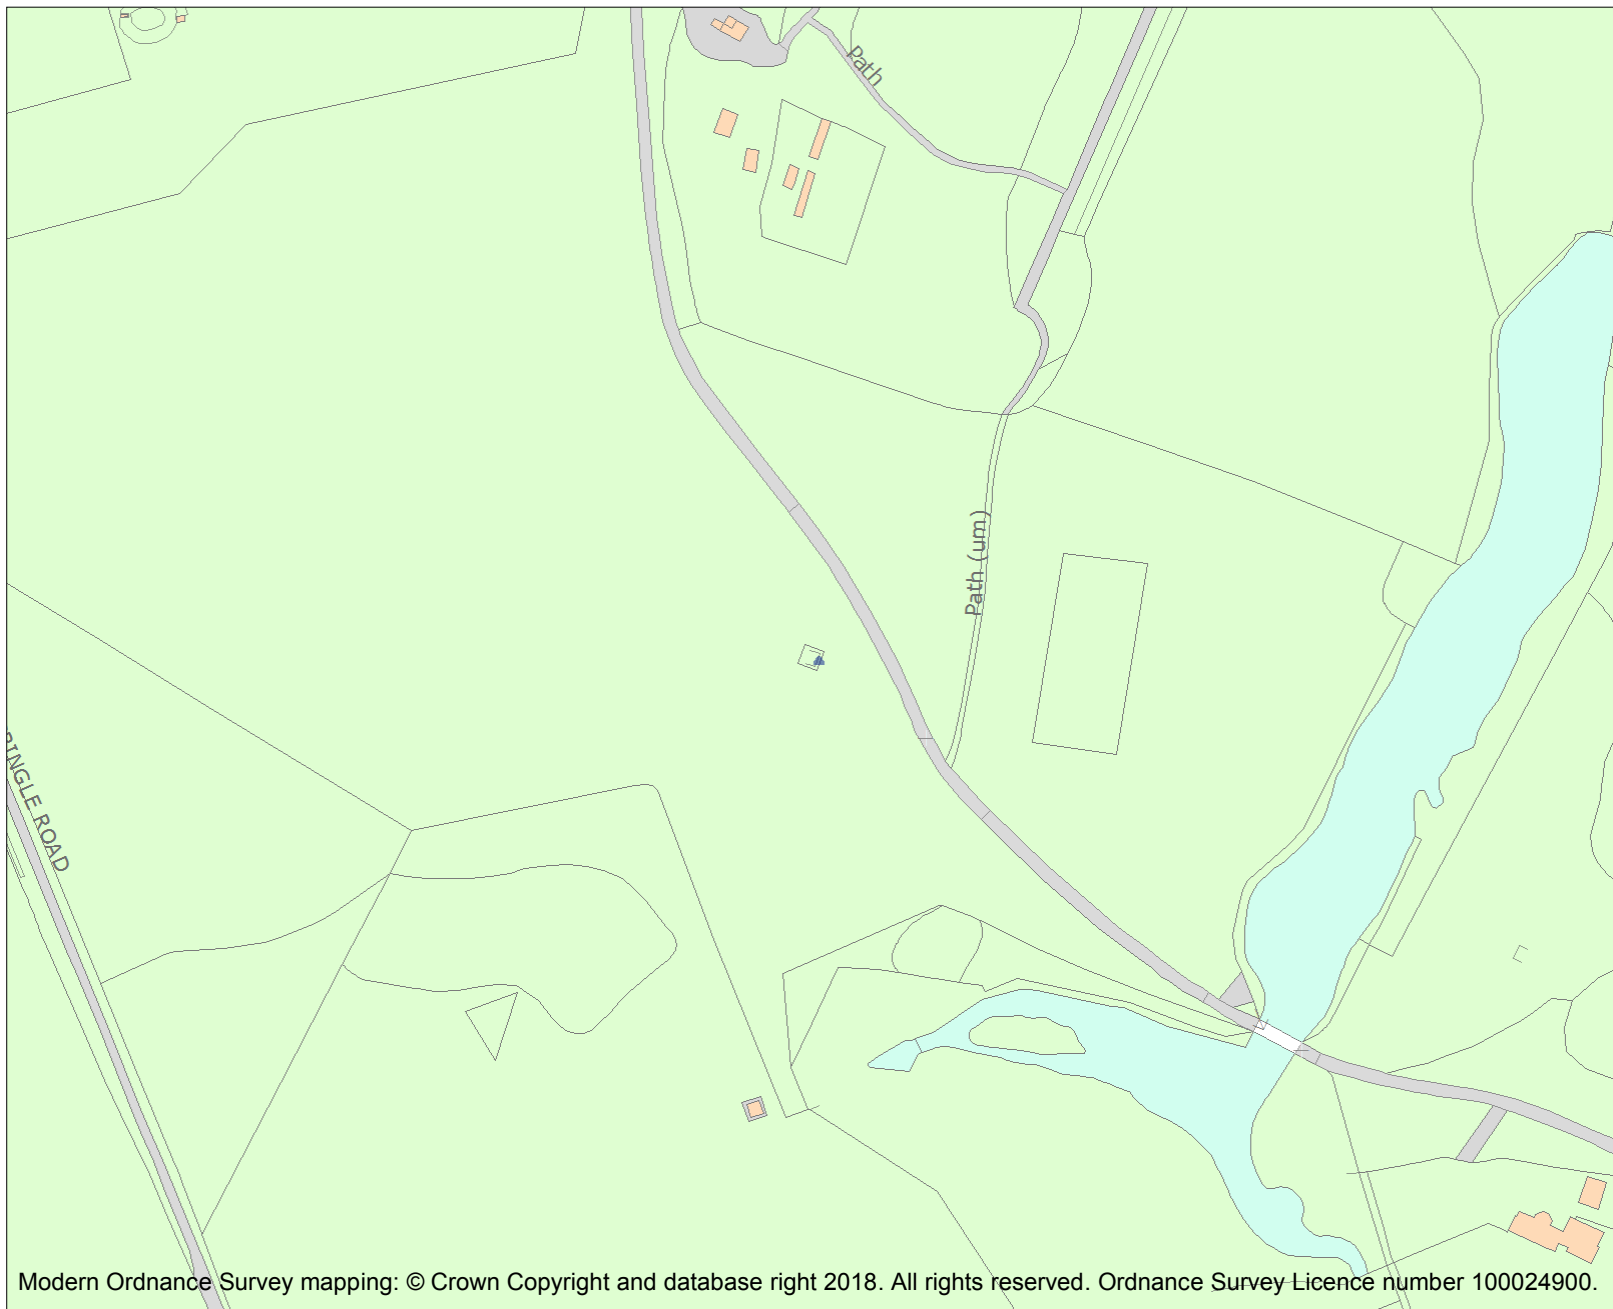 Path
Path (um)
PINGLE ROAD
Modern Ordnance Survey mapping: © Crown Copyright and database right 2018. All rights reserved. Ordnance Survey Licence number 100024900.